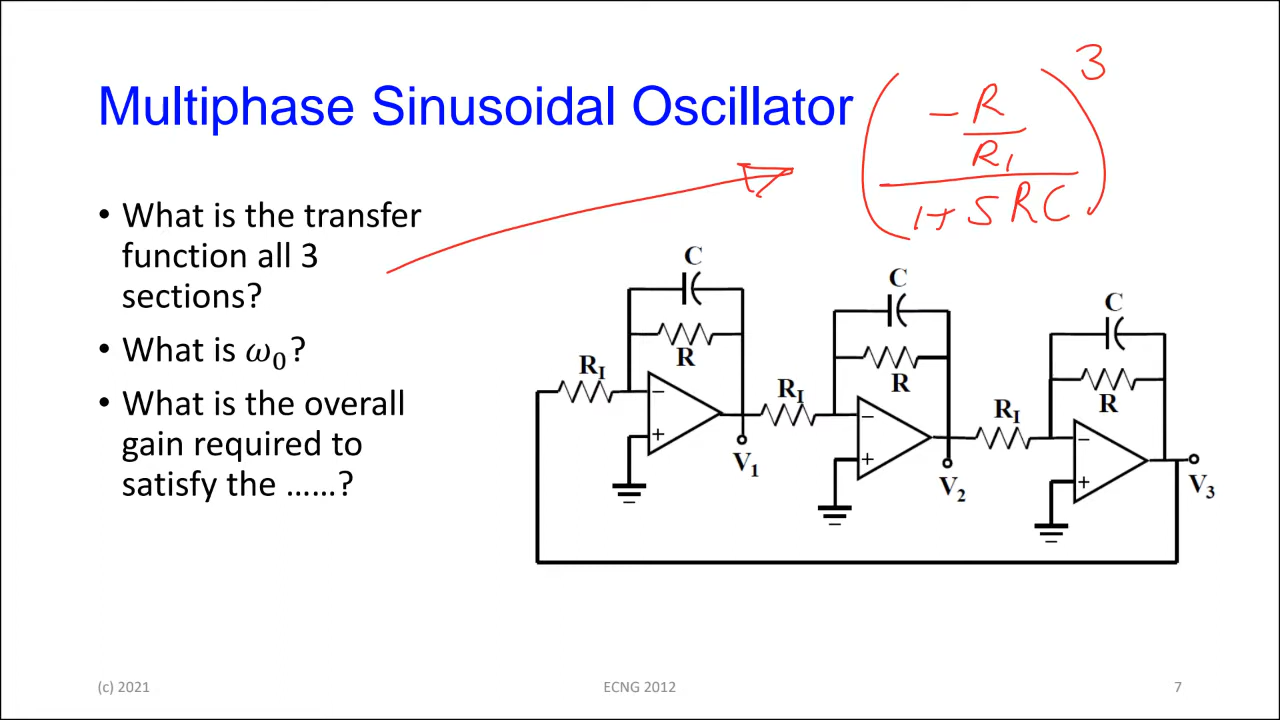 Multiphase Sinusoidal Oscillator
( -R/R1 / 1+SRC )^3
• What is the transfer
function all 3
sections?
• What is ω0?
• What is the overall
gain required to
satisfy the ......?
C
R
RI
−
+
V1
C
R
RI
−
+
V2
C
R
RI
−
+
V3
(c) 2021
ECNG 2012
7